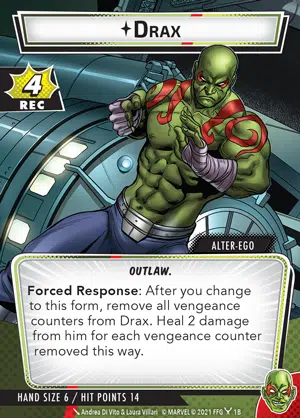 DRAX
4
REC
ALTER-EGO
OUTLAW.
Forced Response: After you change
to this form, remove all vengeance
counters from Drax. Heal 2 damage
from him for each vengeance counter
removed this way.
HAND SIZE 6 / HIT POINTS 14
Andrea Di Vito & Laura Villari © MARVEL © 2021 FFG 1B